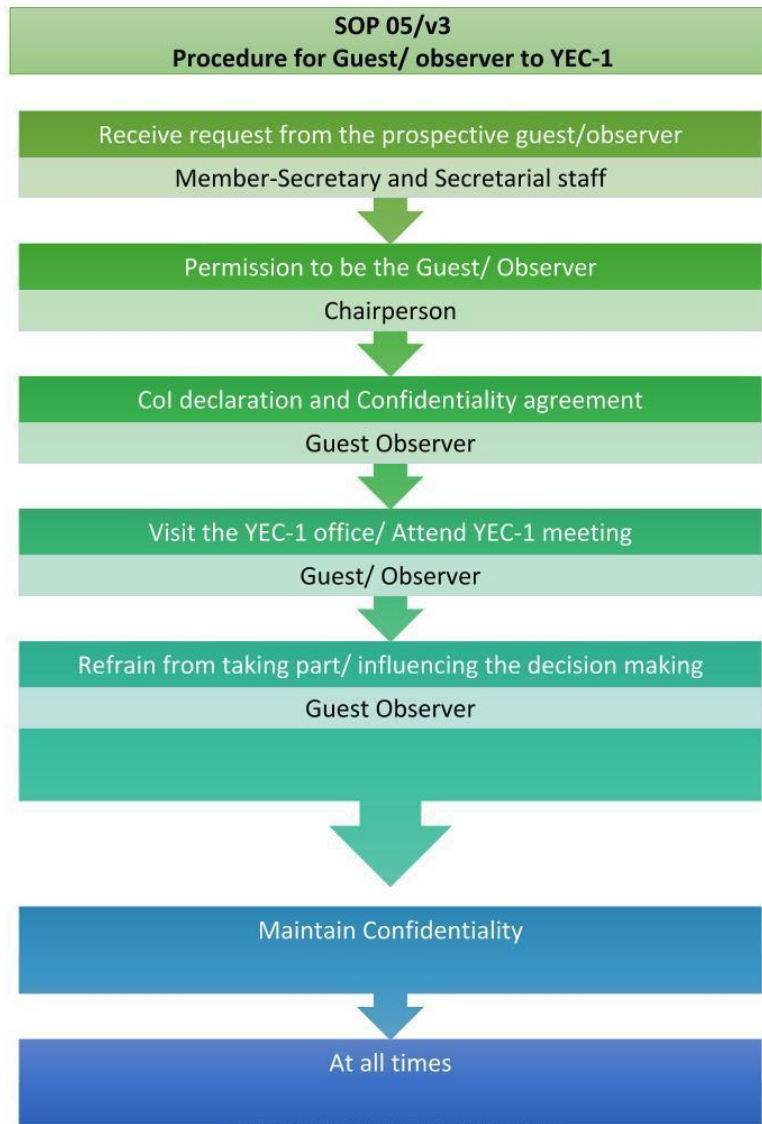 SOP 05/v3
Procedure for Guest/ observer to YEC-1
Receive request from the prospective guest/observer
Member-Secretary and Secretarial staff
Permission to be the Guest/ Observer
Chairperson
CoI declaration and Confidentiality agreement
Guest Observer
Visit the YEC-1 office/ Attend YEC-1 meeting
Guest/ Observer
Refrain from taking part/ influencing the decision making
Guest Observer
Maintain Confidentiality
At all times